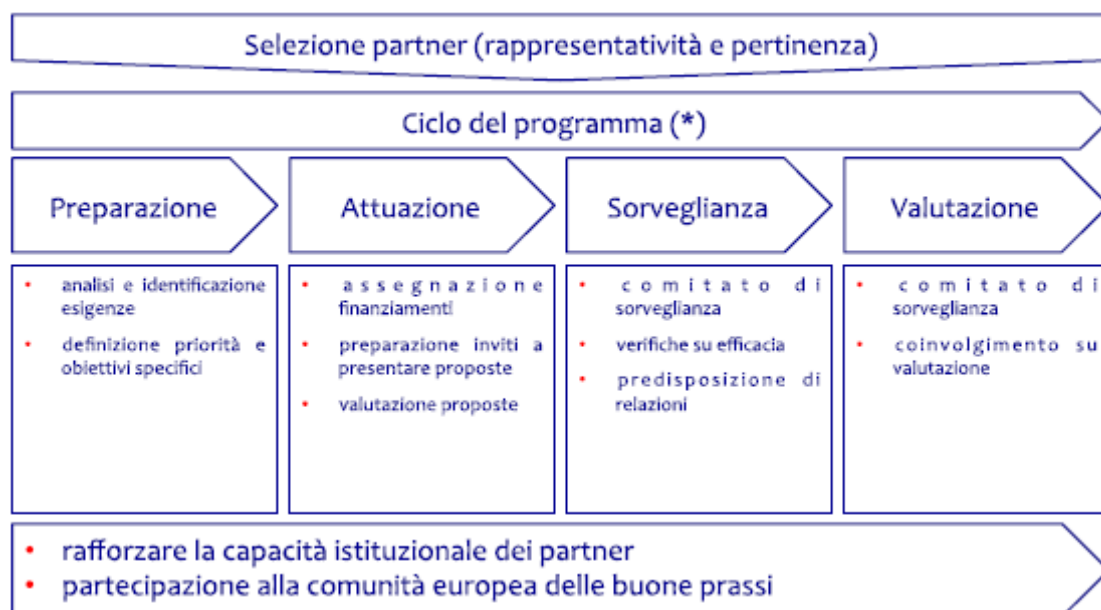 Selezione partner (rappresentatività e pertinenza)
Ciclo del programma (*)
Preparazione
Attuazione
Sorveglianza
Valutazione
• analisi e identificazione
esigenze
• definizione priorità e
obiettivi specifici
• assegnazione
finanziamenti
• preparazione inviti a
presentare proposte
• valutazione proposte
• comitato di
sorveglianza
• verifiche su efficacia
• predisposizione di
relazioni
• comitato di
sorveglianza
• coinvolgimento su
valutazione
• rafforzare la capacità istituzionale dei partner
• partecipazione alla comunità europea delle buone prassi